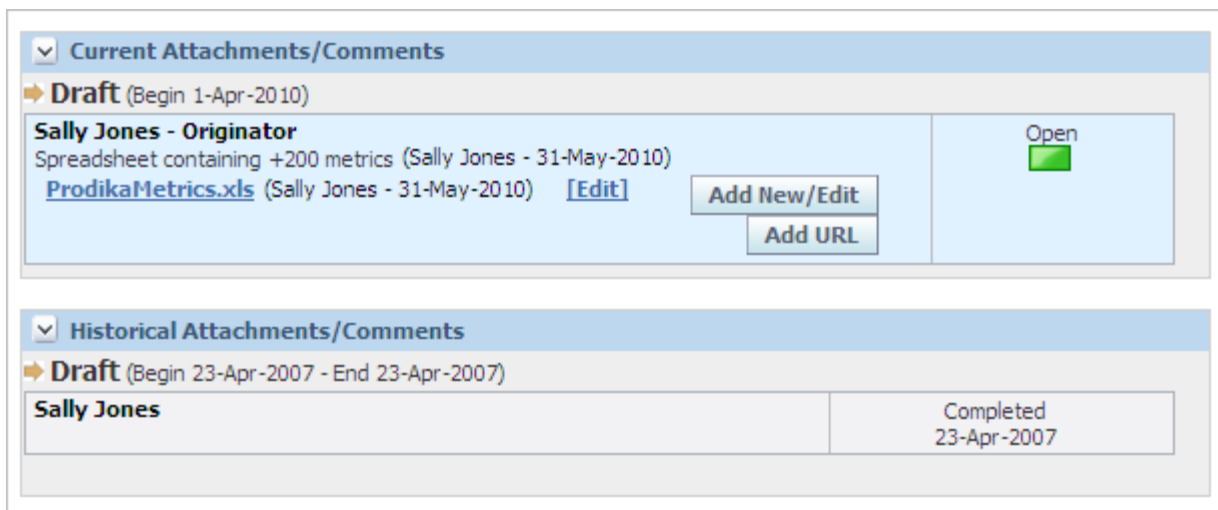 Current Attachments/Comments
Draft (Begin 1-Apr-2010)
Sally Jones - Originator
Open
Spreadsheet containing +200 metrics (Sally Jones - 31-May-2010)
ProdikaMetrics.xls (Sally Jones - 31-May-2010) [Edit]
Add New/Edit
Add URL
Historical Attachments/Comments
Draft (Begin 23-Apr-2007 - End 23-Apr-2007)
Sally Jones
Completed
23-Apr-2007